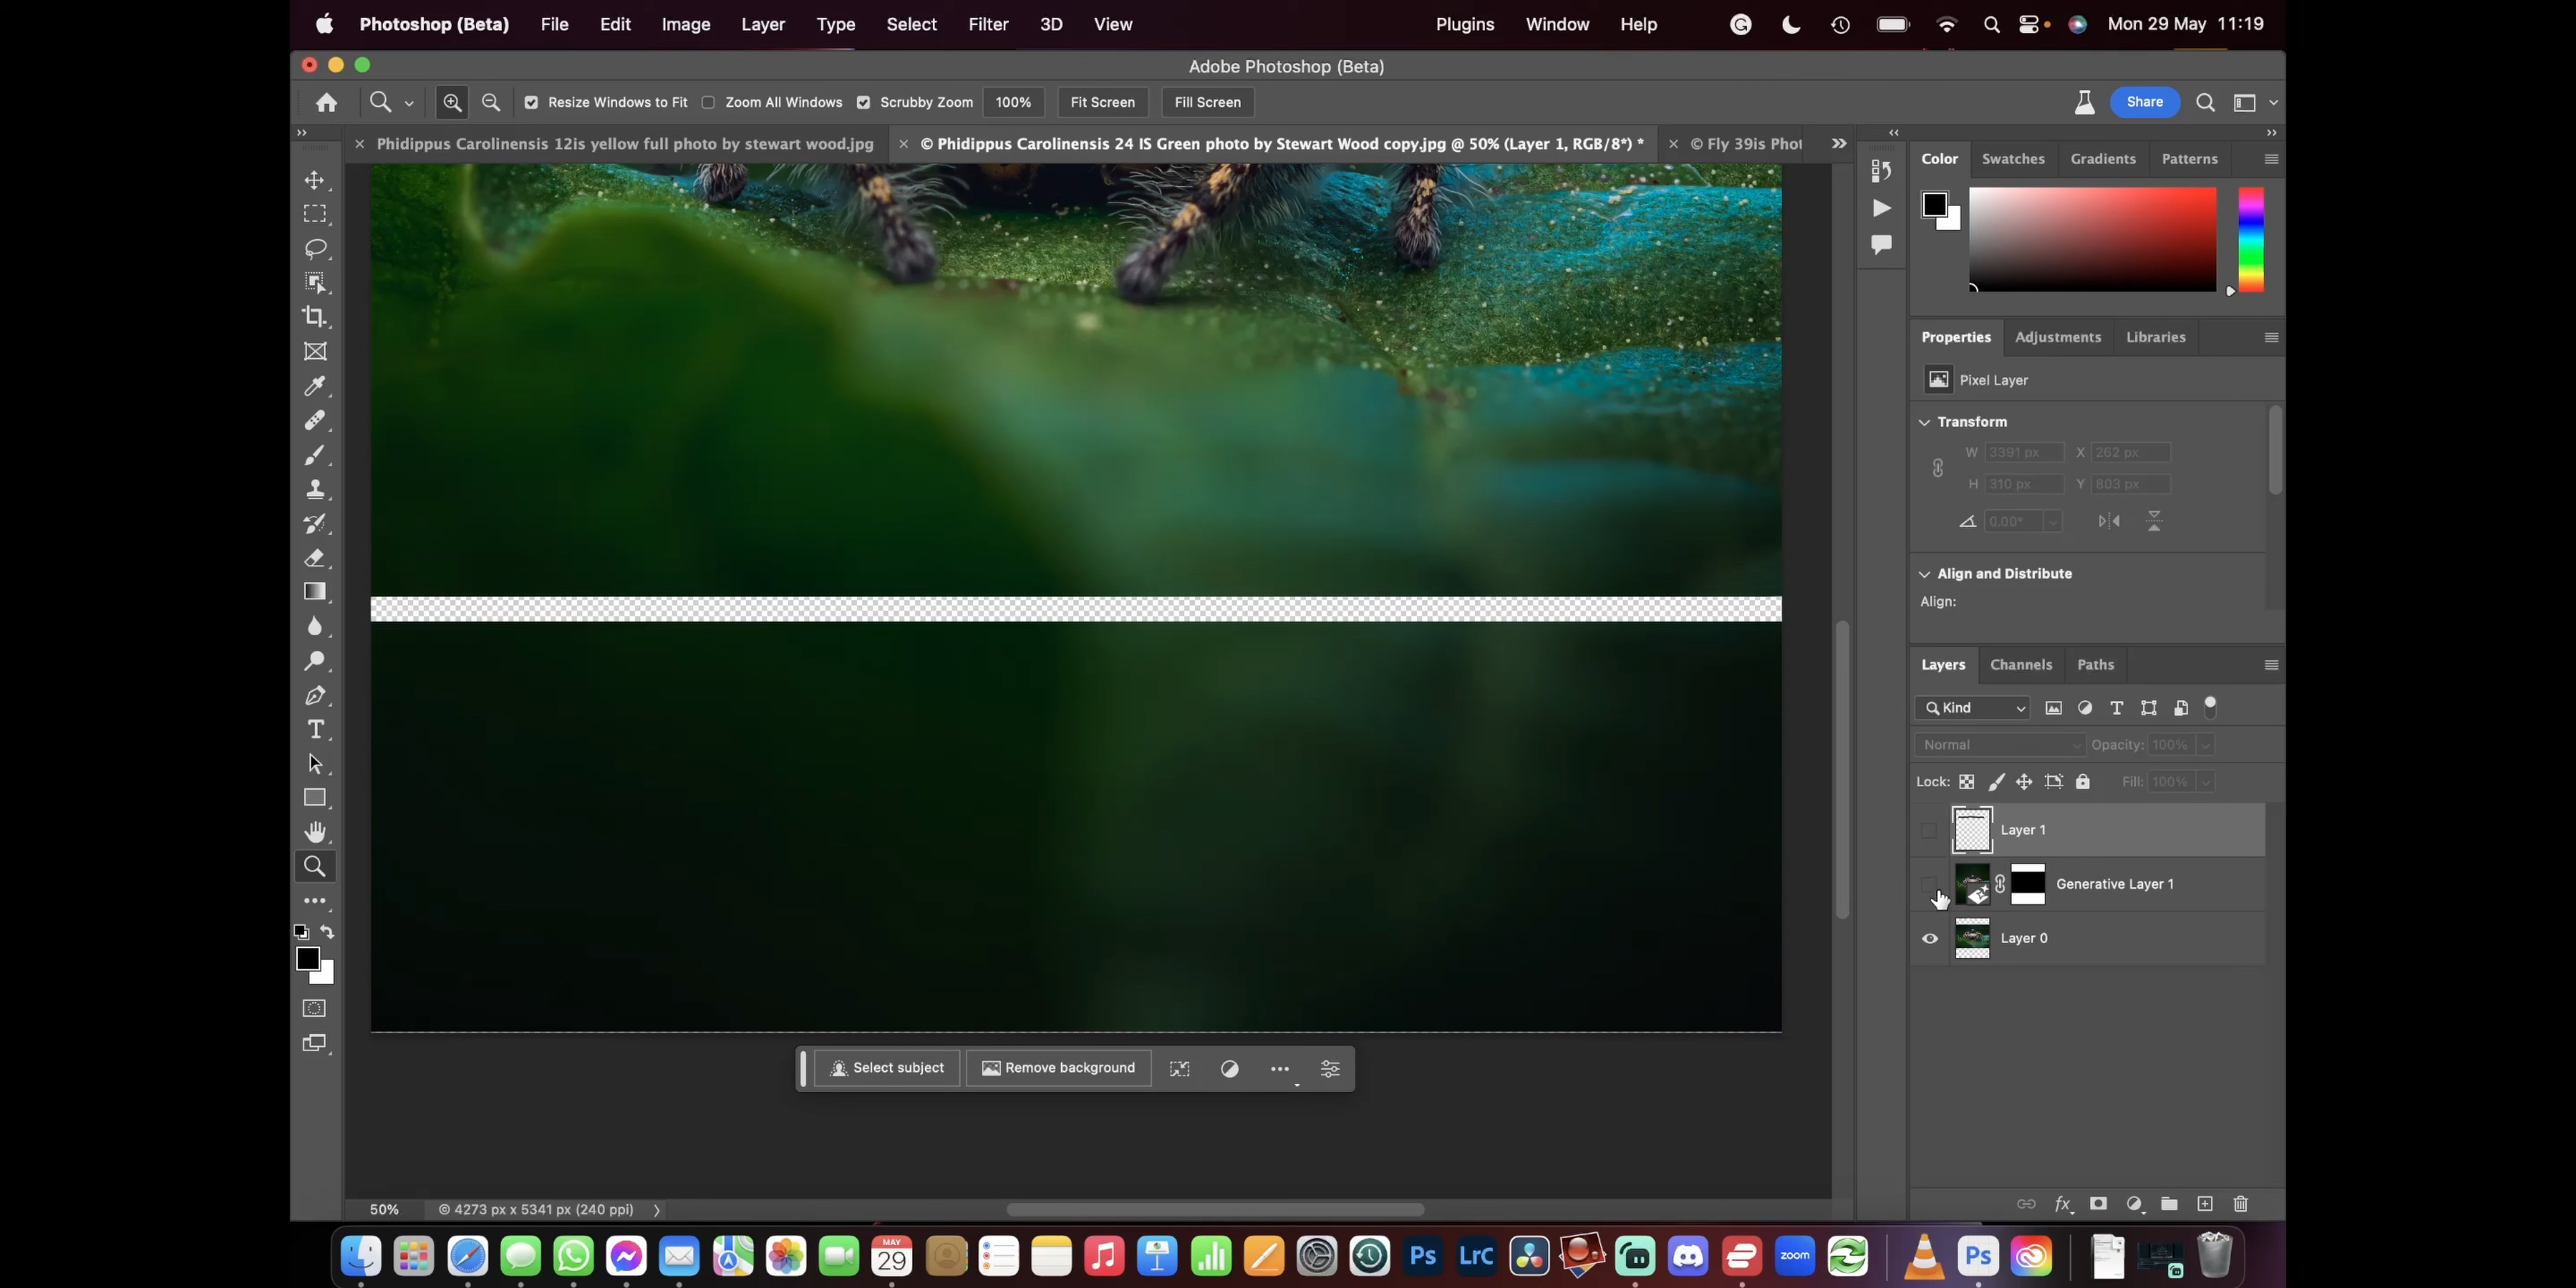 Photoshop (Beta) File Edit Image Layer Type Select Filter 3D View Plugins Window Help Mon 29 May 11:19
Adobe Photoshop (Beta)
Resize Windows to Fit Zoom All Windows Scrubby Zoom 100% Fit Screen Fill Screen Share
Phidippus Carolinensis 12is yellow full photo by stewart wood.jpg © Phidippus Carolinensis 24 IS Green photo by Stewart Wood copy.jpg @ 50% (Layer 1, RGB/8*) * © Fly 39is Phot
Color Swatches Gradients Patterns
Properties Adjustments Libraries
Pixel Layer
Transform
W 3391 px X 262 px
H 310 px Y 803 px
0.00°
Align and Distribute
Align:
Layers Channels Paths
Kind
Normal Opacity: 100%
Lock: Fill: 100%
Layer 1
Generative Layer 1
Layer 0
Select subject Remove background
50% © 4273 px x 5341 px (240 ppi)
MAY
29
Ps LrC zoom Ps